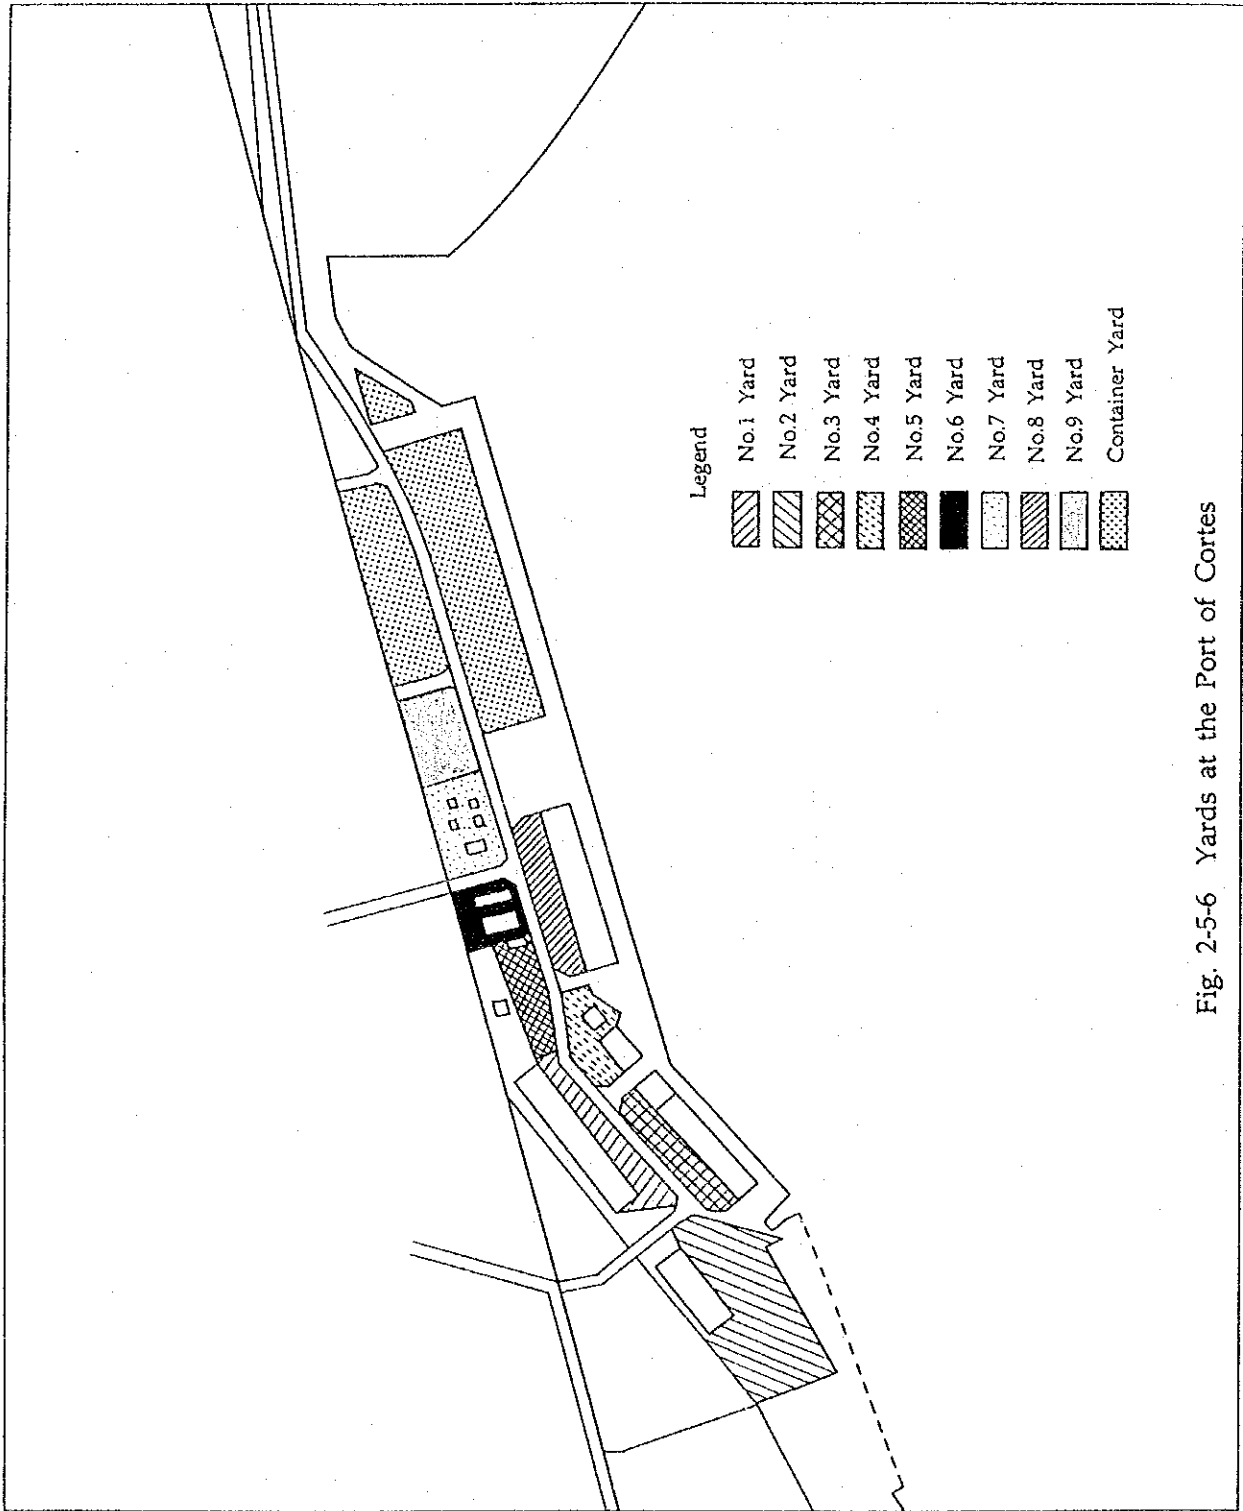 Legend
No.1 Yard
No.2 Yard
No.3 Yard
No.4 Yard
No.5 Yard
No.6 Yard
No.7 Yard
No.8 Yard
No.9 Yard
Container Yard
Fig. 2-5-6 Yards at the Port of Cortes